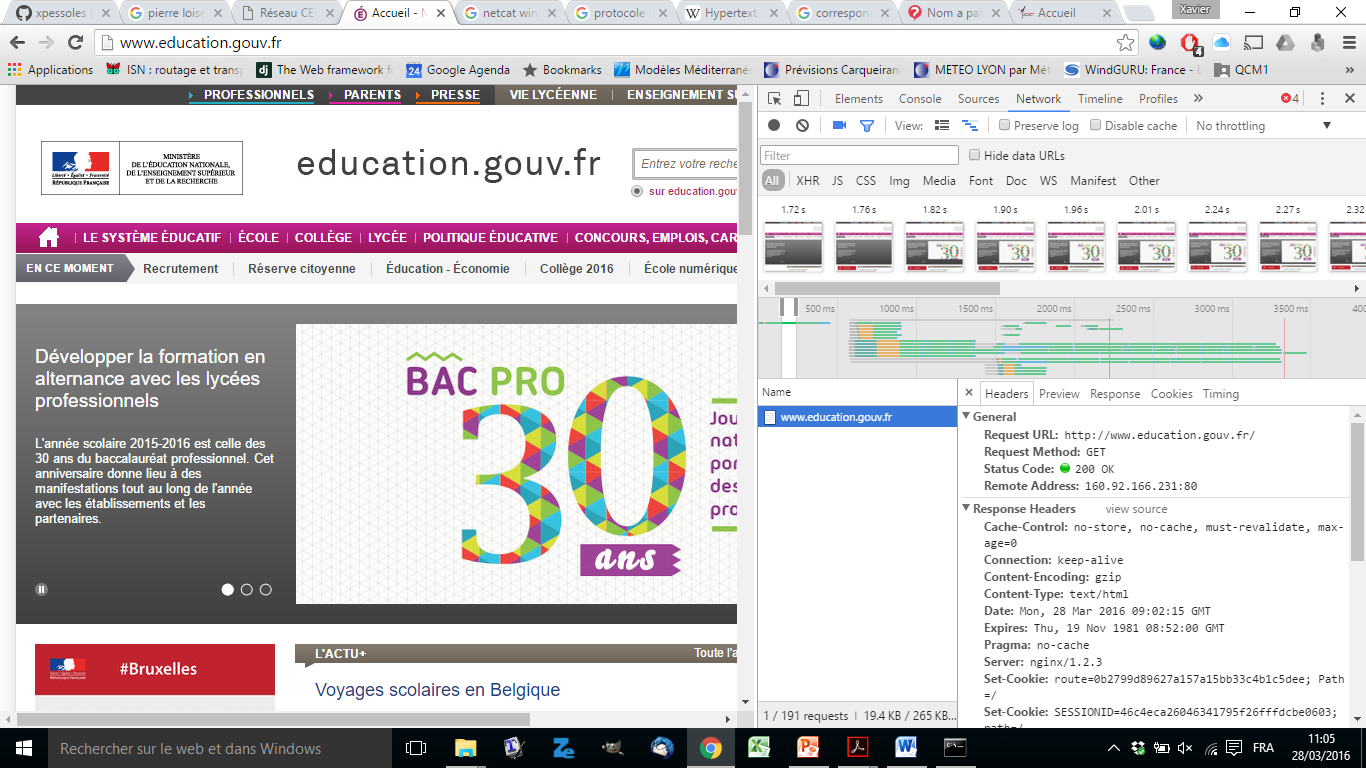 xpessoles
pierre loise
Réseau CE
Accueil - M
netcat win
protocole
Hypertext
correspon
Nom a pa
Accueil
Xavier
www.education.gouv.fr
4
Applications
ISN : routage et transp
The Web framework f
24 Google Agenda
Bookmarks
Modèles Méditerrané
Prévisions Carqueiran
METEO LYON par Mét
WindGURU: France - L
QCM1
»
PROFESSIONNELS
PARENTS
PRESSE
VIE LYCÉENNE
ENSEIGNEMENT SU
Liberté • Égalité • Fraternité
RÉPUBLIQUE FRANÇAISE
MINISTÈRE
DE L'ÉDUCATION NATIONALE,
DE L'ENSEIGNEMENT SUPÉRIEUR
ET DE LA RECHERCHE
education.gouv.fr
Entrez votre reche
sur education.gouv
LE SYSTÈME ÉDUCATIF
ÉCOLE
COLLÈGE
LYCÉE
POLITIQUE ÉDUCATIVE
CONCOURS, EMPLOIS, CAR
EN CE MOMENT
Recrutement
Réserve citoyenne
Éducation - Économie
Collège 2016
École numérique
Développer la formation en
alternance avec les lycées
professionnels
L'année scolaire 2015-2016 est celle des
30 ans du baccalauréat professionnel. Cet
anniversaire donne lieu à des
manifestations tout au long de l'année
avec les établissements et les
partenaires.
BAC PRO
30
ans
Jou
nat
por
des
pro
#Bruxelles
L'ACTU+
Toute l'a
Voyages scolaires en Belgique
Elements
Console
Sources
Network
Timeline
Profiles
»
4
View:
Preserve log
Disable cache
No throttling
Filter
Hide data URLs
All
XHR
JS
CSS
Img
Media
Font
Doc
WS
Manifest
Other
1.72 s
1.76 s
1.82 s
1.90 s
1.96 s
2.01 s
2.24 s
2.27 s
2.32
500 ms
1000 ms
1500 ms
2000 ms
2500 ms
3000 ms
3500 ms
400
Name
www.education.gouv.fr
Headers
Preview
Response
Cookies
Timing
General
Request URL: http://www.education.gouv.fr/
Request Method: GET
Status Code: 200 OK
Remote Address: 160.92.166.231:80
Response Headers view source
Cache-Control: no-store, no-cache, must-revalidate, max-
age=0
Connection: keep-alive
Content-Encoding: gzip
Content-Type: text/html
Date: Mon, 28 Mar 2016 09:02:15 GMT
Expires: Thu, 19 Nov 1981 08:52:00 GMT
Pragma: no-cache
Server: nginx/1.2.3
Set-Cookie: route=0b2799d89627a157a15bb33c4b1c5dee; Path
=/
Set-Cookie: SESSIONID=46c4eca26046341795f26fffdcbe0603;
path=/
1 / 191 requests | 19.4 KB / 265 KB...
Rechercher sur le web et dans Windows
FRA
11:05
28/03/2016